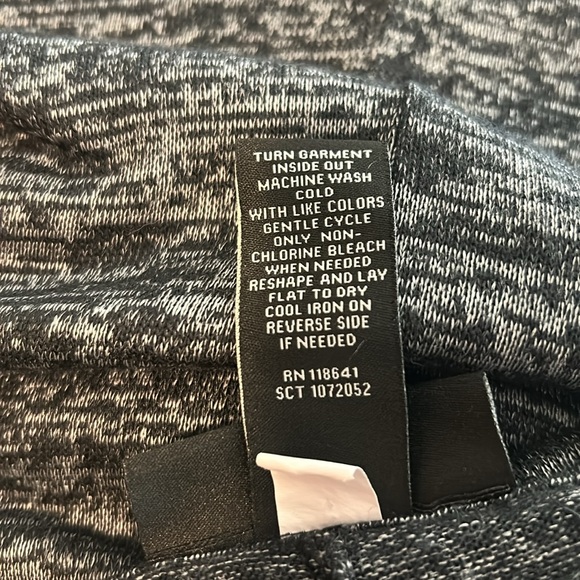 TURN GARMENT
INSIDE OUT
MACHINE WASH
COLD
WITH LIKE COLORS
GENTLE CYCLE
ONLY NON-
CHLORINE BLEACH
WHEN NEEDED
RESHAPE AND LAY
FLAT TO DRY
COOL IRON ON
REVERSE SIDE
IF NEEDED
RN 118641
SCT 1072052